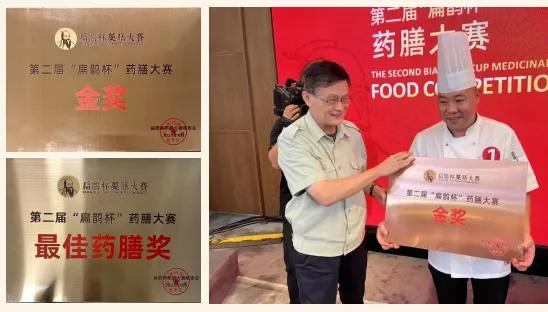 扁鹊杯药膳大赛
第二届“扁鹊杯”药膳大赛
金奖
扁鹊杯药膳大赛
第二届“扁鹊杯”药膳大赛
最佳药膳奖
第二届“扁鹊杯”
药膳大赛
THE SECOND
CUP MEDICINAL
FOOD COMPETITIO
1
扁鹊杯药膳大赛
第二届“扁鹊杯”药膳大赛
金奖